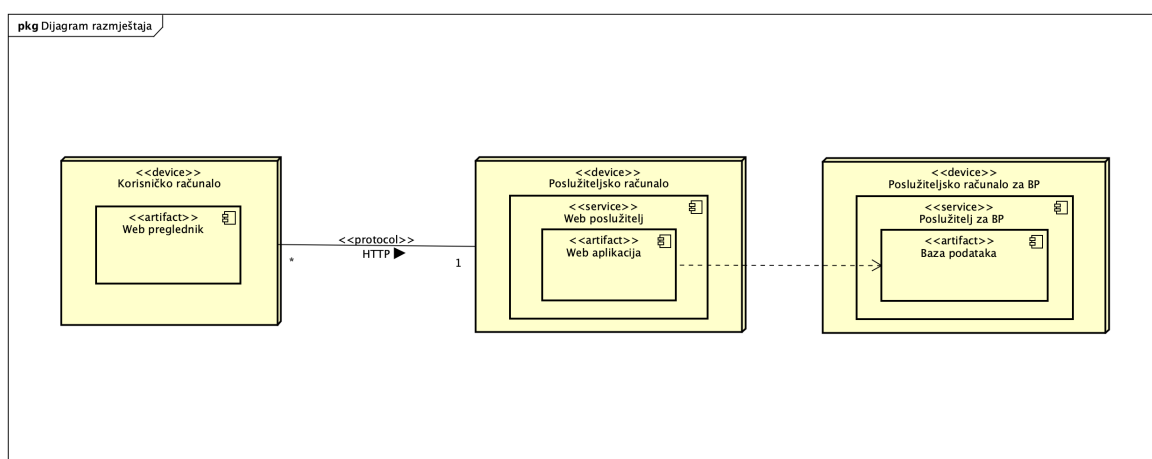 pkg Dijagram razmještaja
<<device>>
Korisničko računalo
<<artifact>>
Web preglednik
<<protocol>>
HTTP
*
1
<<device>>
Poslužiteljsko računalo
<<service>>
Web poslužitelj
<<artifact>>
Web aplikacija
<<device>>
Poslužiteljsko računalo za BP
<<service>>
Poslužitelj za BP
<<artifact>>
Baza podataka